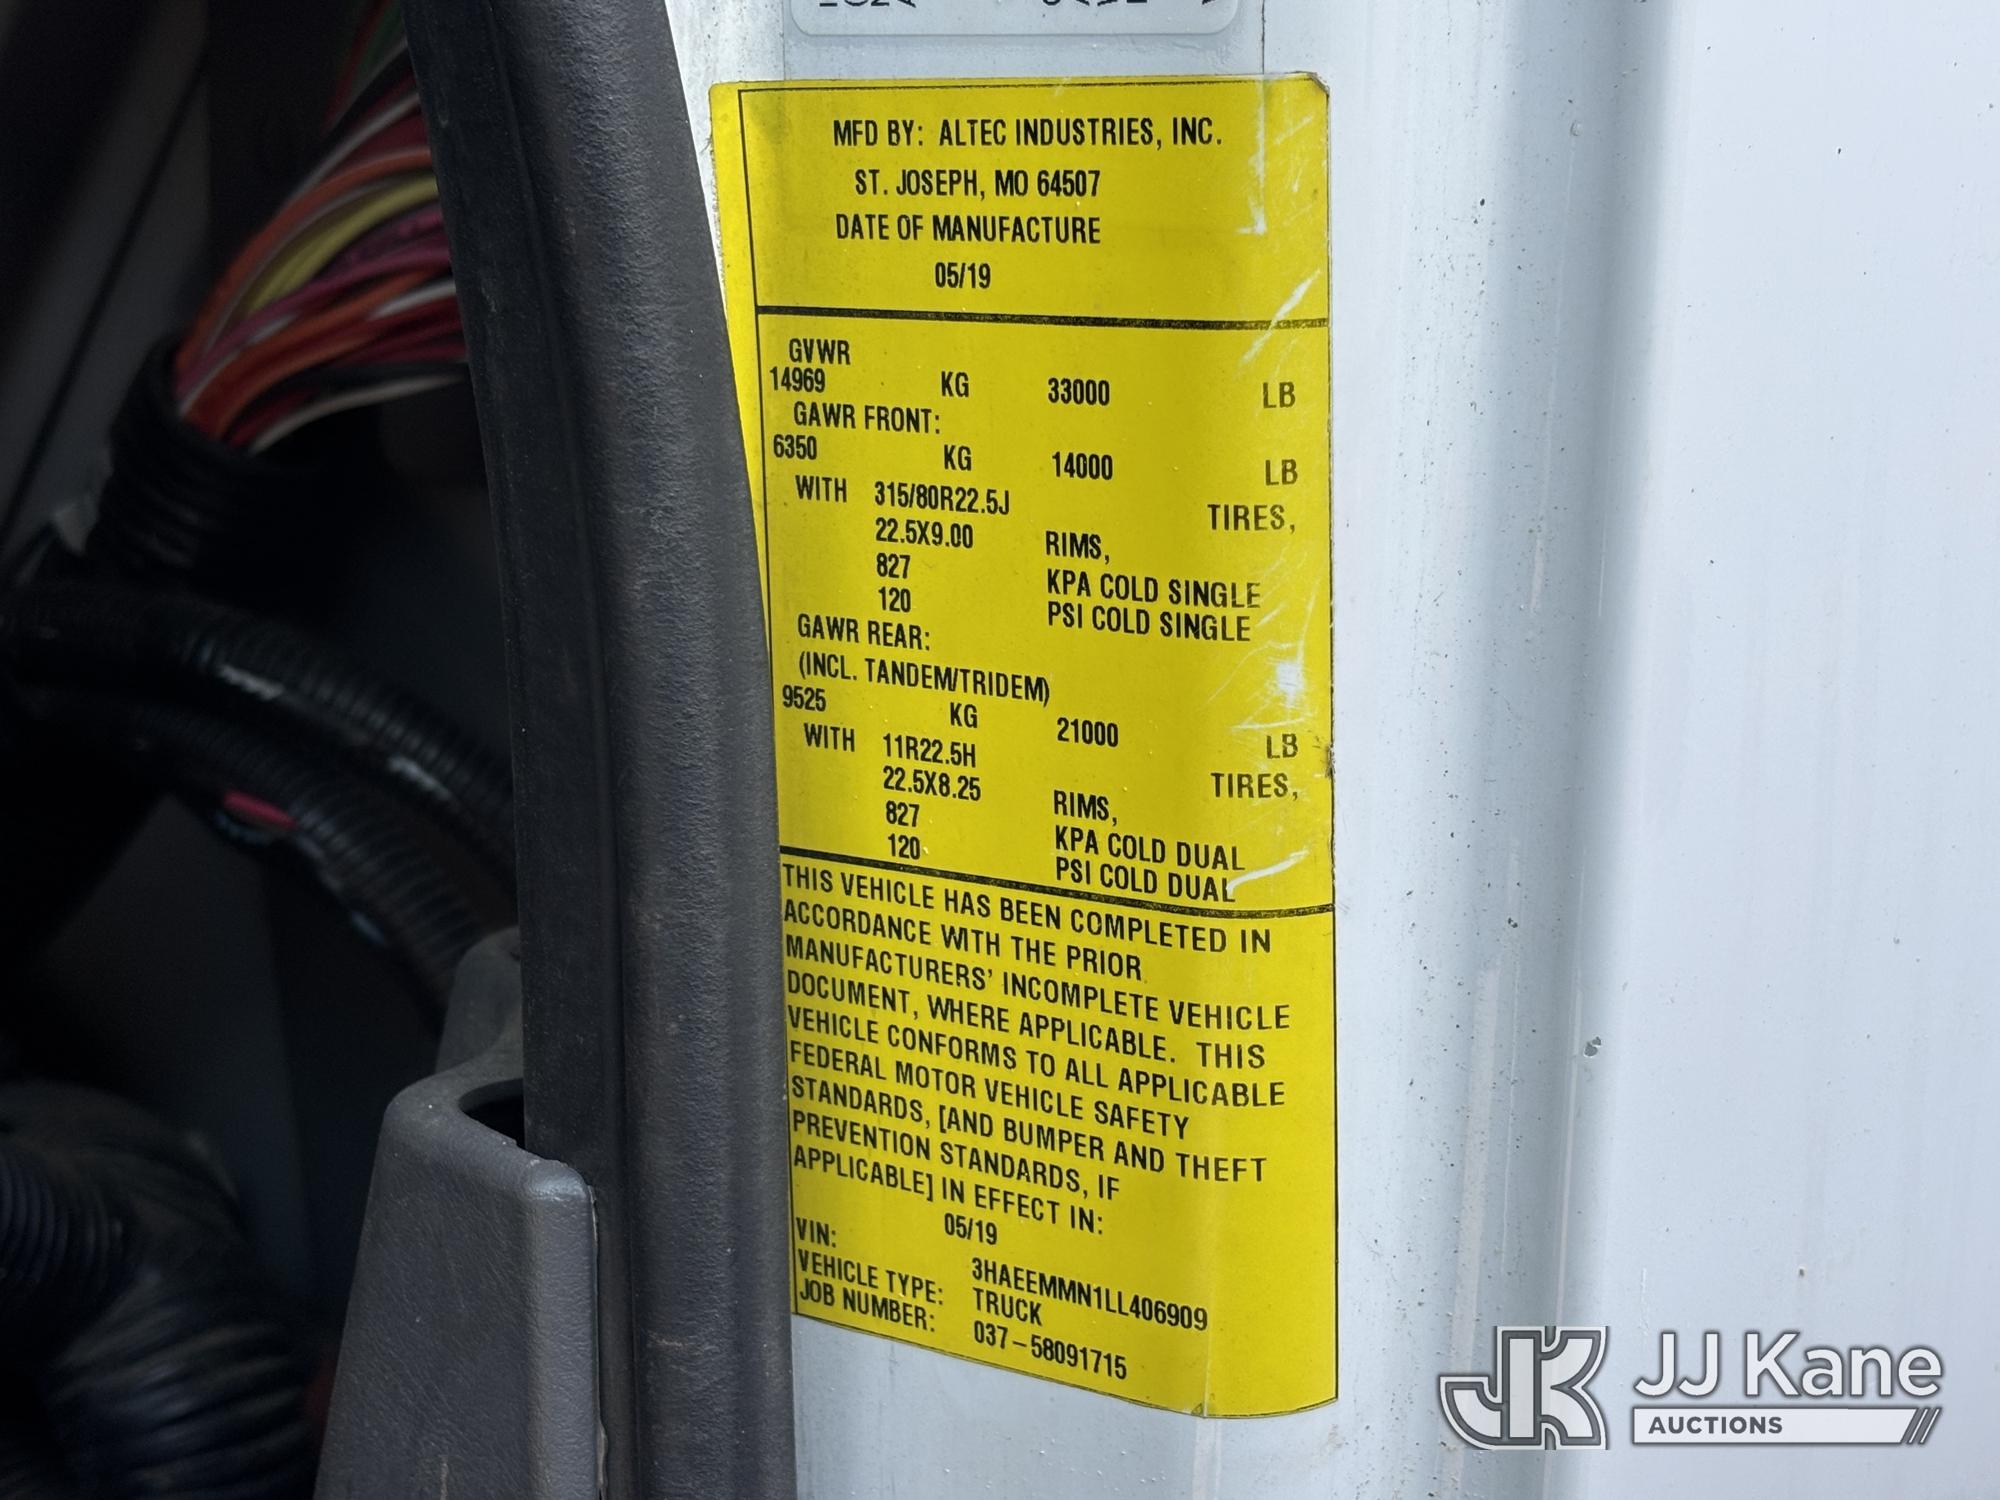 MFD BY: ALTEC INDUSTRIES, INC.
ST. JOSEPH, MO 64507
DATE OF MANUFACTURE
05/19
GVWR
14969 KG 33000 LB
GAWR FRONT:
6350 KG 14000 LB
WITH 315/80R22.5J TIRES,
22.5X9.00 RIMS,
827 KPA COLD SINGLE
120 PSI COLD SINGLE
GAWR REAR:
(INCL. TANDEM/TRIDEM)
9525 KG 21000 LB
WITH 11R22.5H TIRES,
22.5X8.25 RIMS,
827 KPA COLD DUAL
120 PSI COLD DUAL
THIS VEHICLE HAS BEEN COMPLETED IN
ACCORDANCE WITH THE PRIOR
MANUFACTURERS' INCOMPLETE VEHICLE
DOCUMENT, WHERE APPLICABLE. THIS
VEHICLE CONFORMS TO ALL APPLICABLE
FEDERAL MOTOR VEHICLE SAFETY
STANDARDS, [AND BUMPER AND THEFT
PREVENTION STANDARDS, IF
APPLICABLE] IN EFFECT IN:
05/19
VIN: 3HAEEMMN1LL406909
VEHICLE TYPE: TRUCK
JOB NUMBER: 037-58091715
JK JJ Kane
AUCTIONS